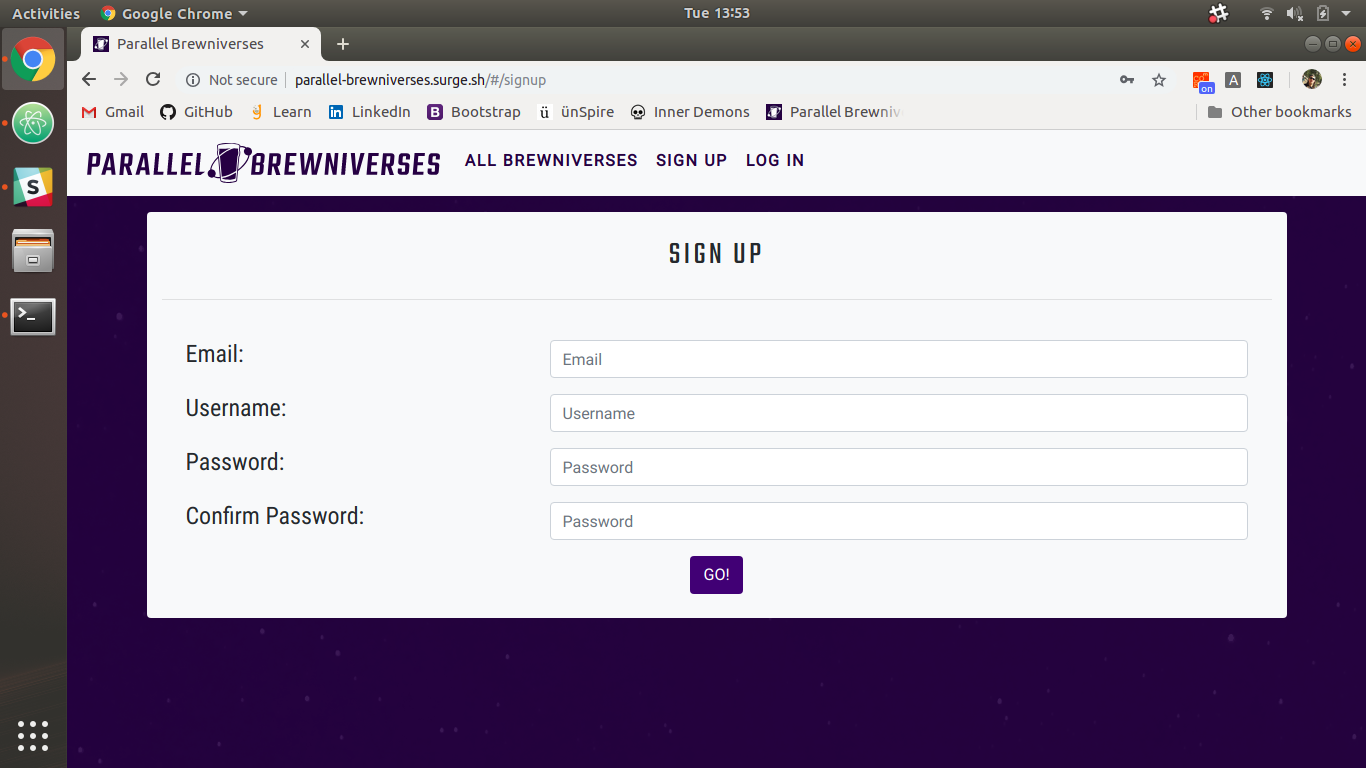 Activities Google Chrome Tue 13:53
Parallel Brewniverses
Not secure parallel-brewniverses.surge.sh/#/signup
on A
Gmail GitHub Learn LinkedIn B Bootstrap ü ünSpire Inner Demons Parallel Brewniv Other bookmarks
PARALLEL BREWNIVERSES ALL BREWNIVERSES SIGN UP LOG IN
S
SIGN UP
>_
Email: Email
Username: Username
Password: Password
Confirm Password: Password
GO!